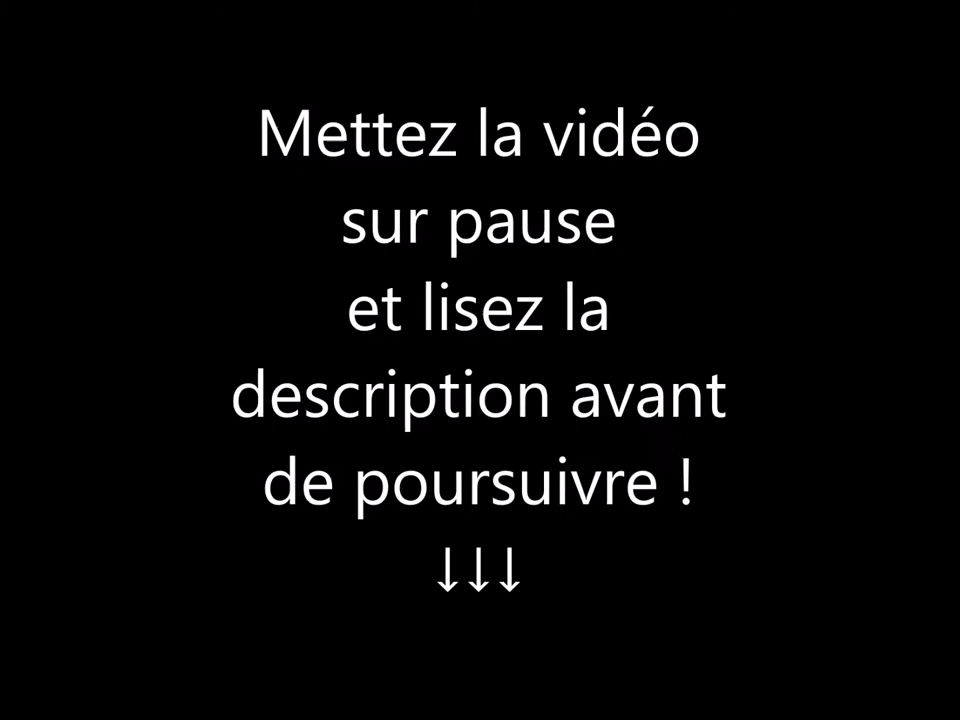 Mettez la vidéo
sur pause
et lisez la
description avant
de poursuivre !
↓↓↓